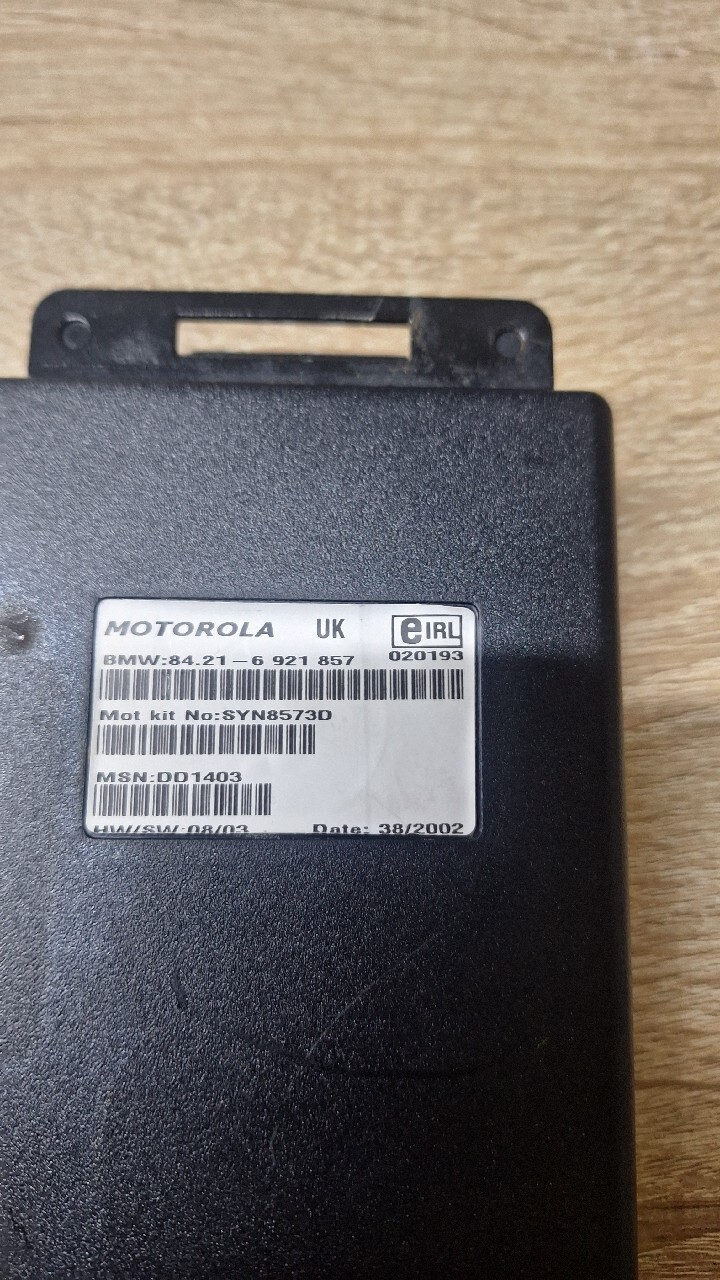 MOTOROLA UK e IRL
BMW:84.21-6 921 857 020193
Mot kit No:SYN8573D
MSN:DD1403
HW/SW:08/03 Date: 38/2002